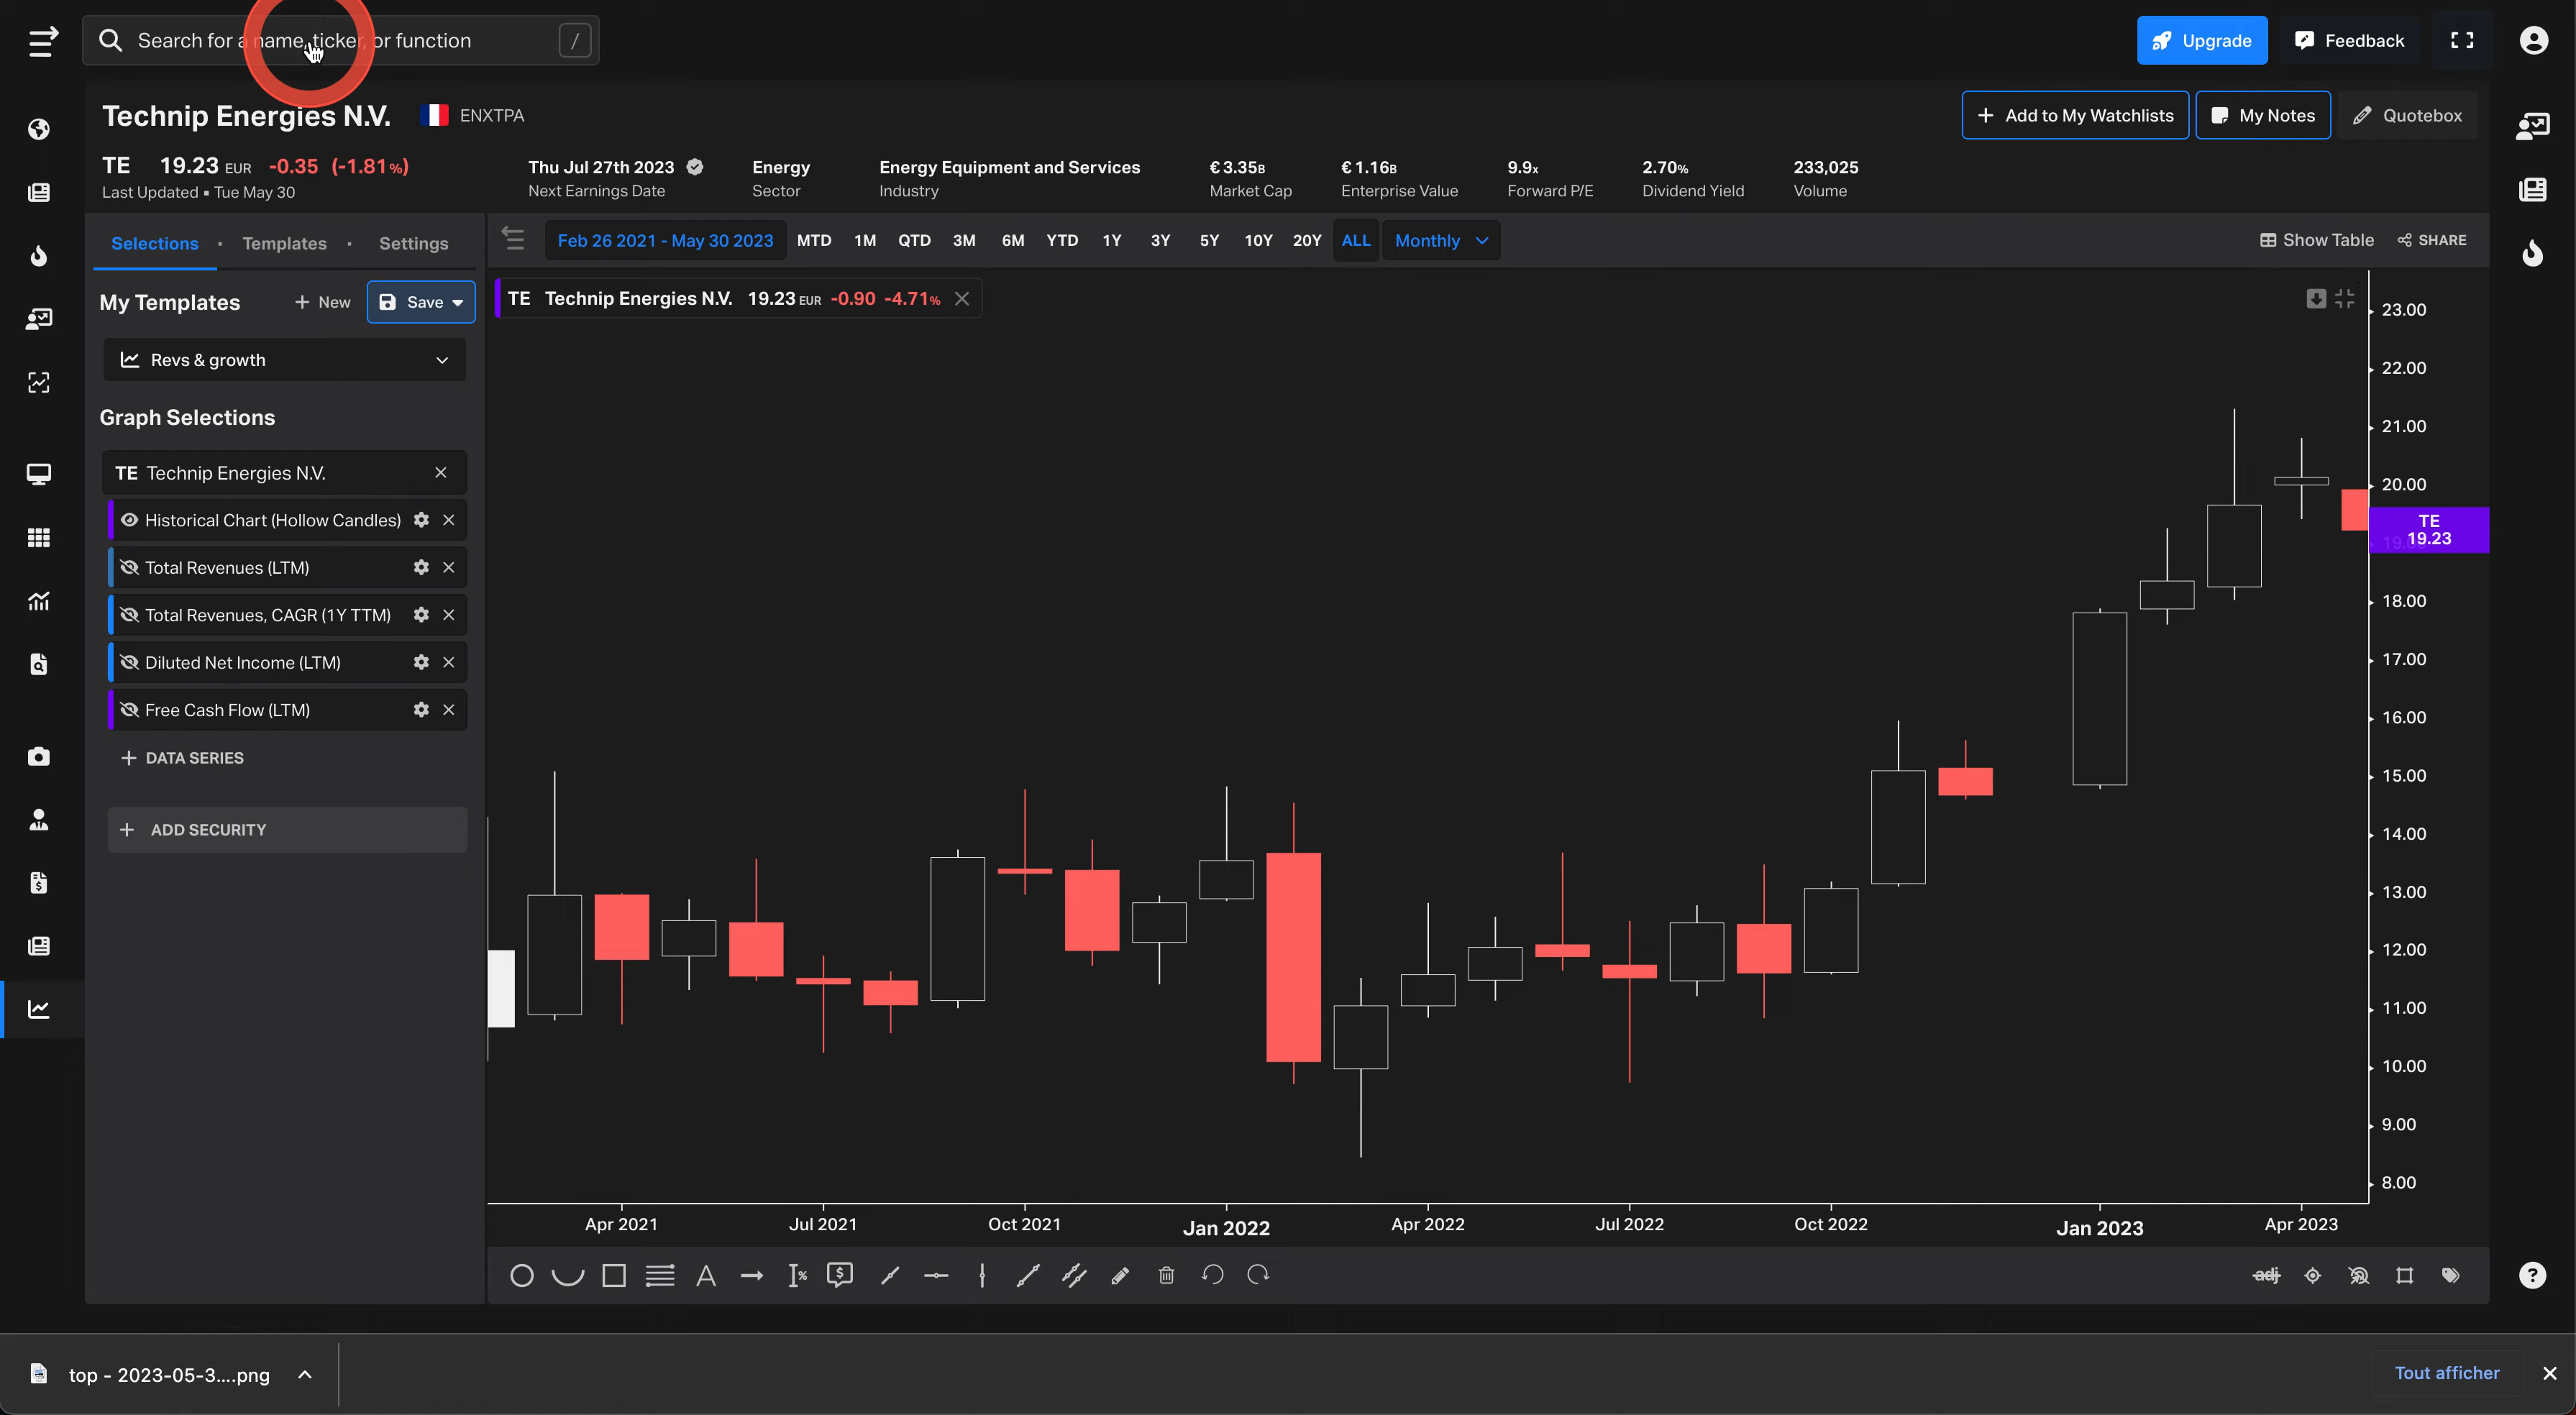 Search for a name, ticker, or function /
Upgrade
Feedback
Technip Energies N.V. ENXTPA
+ Add to My Watchlists
My Notes
Quotebox
TE 19.23 EUR -0.35 (-1.81%)
Last Updated ▪ Tue May 30
Thu Jul 27th 2023
Next Earnings Date
Energy
Sector
Energy Equipment and Services
Industry
€3.35B
Market Cap
€1.16B
Enterprise Value
9.9x
Forward P/E
2.70%
Dividend Yield
233,025
Volume
Selections · Templates · Settings
Feb 26 2021 - May 30 2023 MTD 1M QTD 3M 6M YTD 1Y 3Y 5Y 10Y 20Y ALL Monthly
Show Table
SHARE
My Templates + New Save
Revs & growth
Graph Selections
TE Technip Energies N.V.
Historical Chart (Hollow Candles)
Total Revenues (LTM)
Total Revenues, CAGR (1Y TTM)
Diluted Net Income (LTM)
Free Cash Flow (LTM)
+ DATA SERIES
+ ADD SECURITY
TE Technip Energies N.V. 19.23 EUR -0.90 -4.71%
23.00
22.00
21.00
20.00
TE
19.23
18.00
17.00
16.00
15.00
14.00
13.00
12.00
11.00
10.00
9.00
8.00
Apr 2021 Jul 2021 Oct 2021 Jan 2022 Apr 2022 Jul 2022 Oct 2022 Jan 2023 Apr 2023
A
%
$
adj
?
top - 2023-05-3....png
Tout afficher